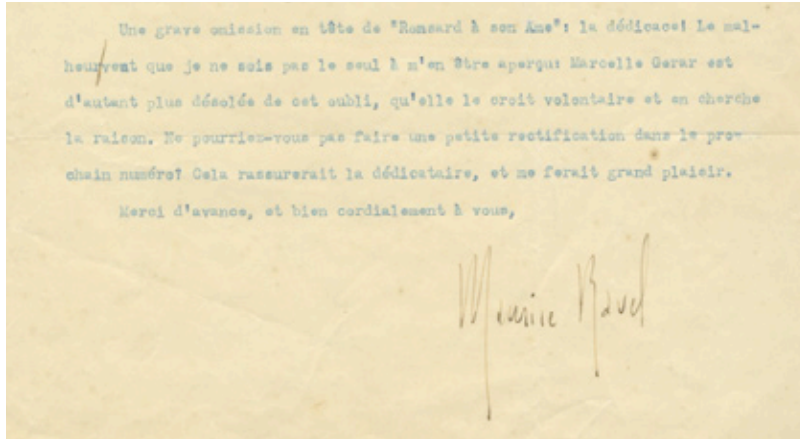 Une grave omission en tête de "Ronsard à son Ame": la dédicace! Le mal-
heur veut que je ne sois pas le seul à m'en être aperçu: Marcelle Gerar est
d'autant plus désolée de cet oubli, qu'elle le croit volontaire et en cherche
la raison. Ne pourriez-vous pas faire une petite rectification dans le pro-
chain numéro? Cela rassurerait la dédicataire, et me ferait grand plaisir.
Merci d'avance, et bien cordialement à vous,
Maurice Ravel